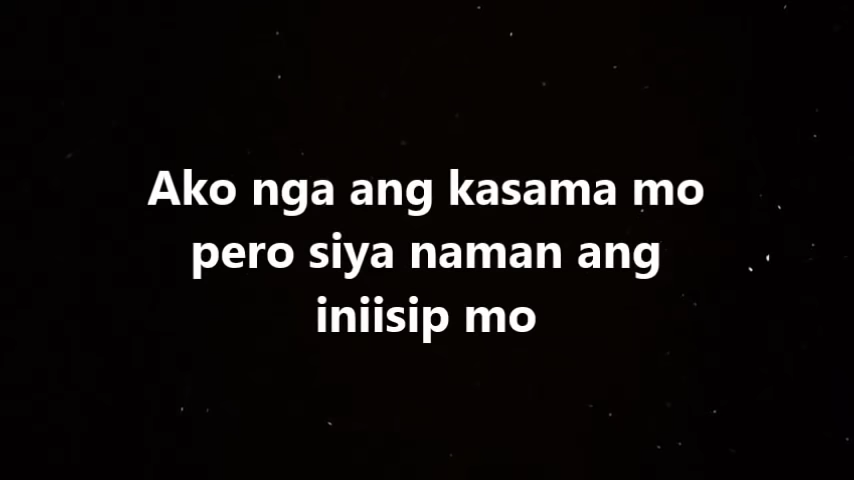 Ako nga ang kasama mo
pero siya naman ang
iniisip mo